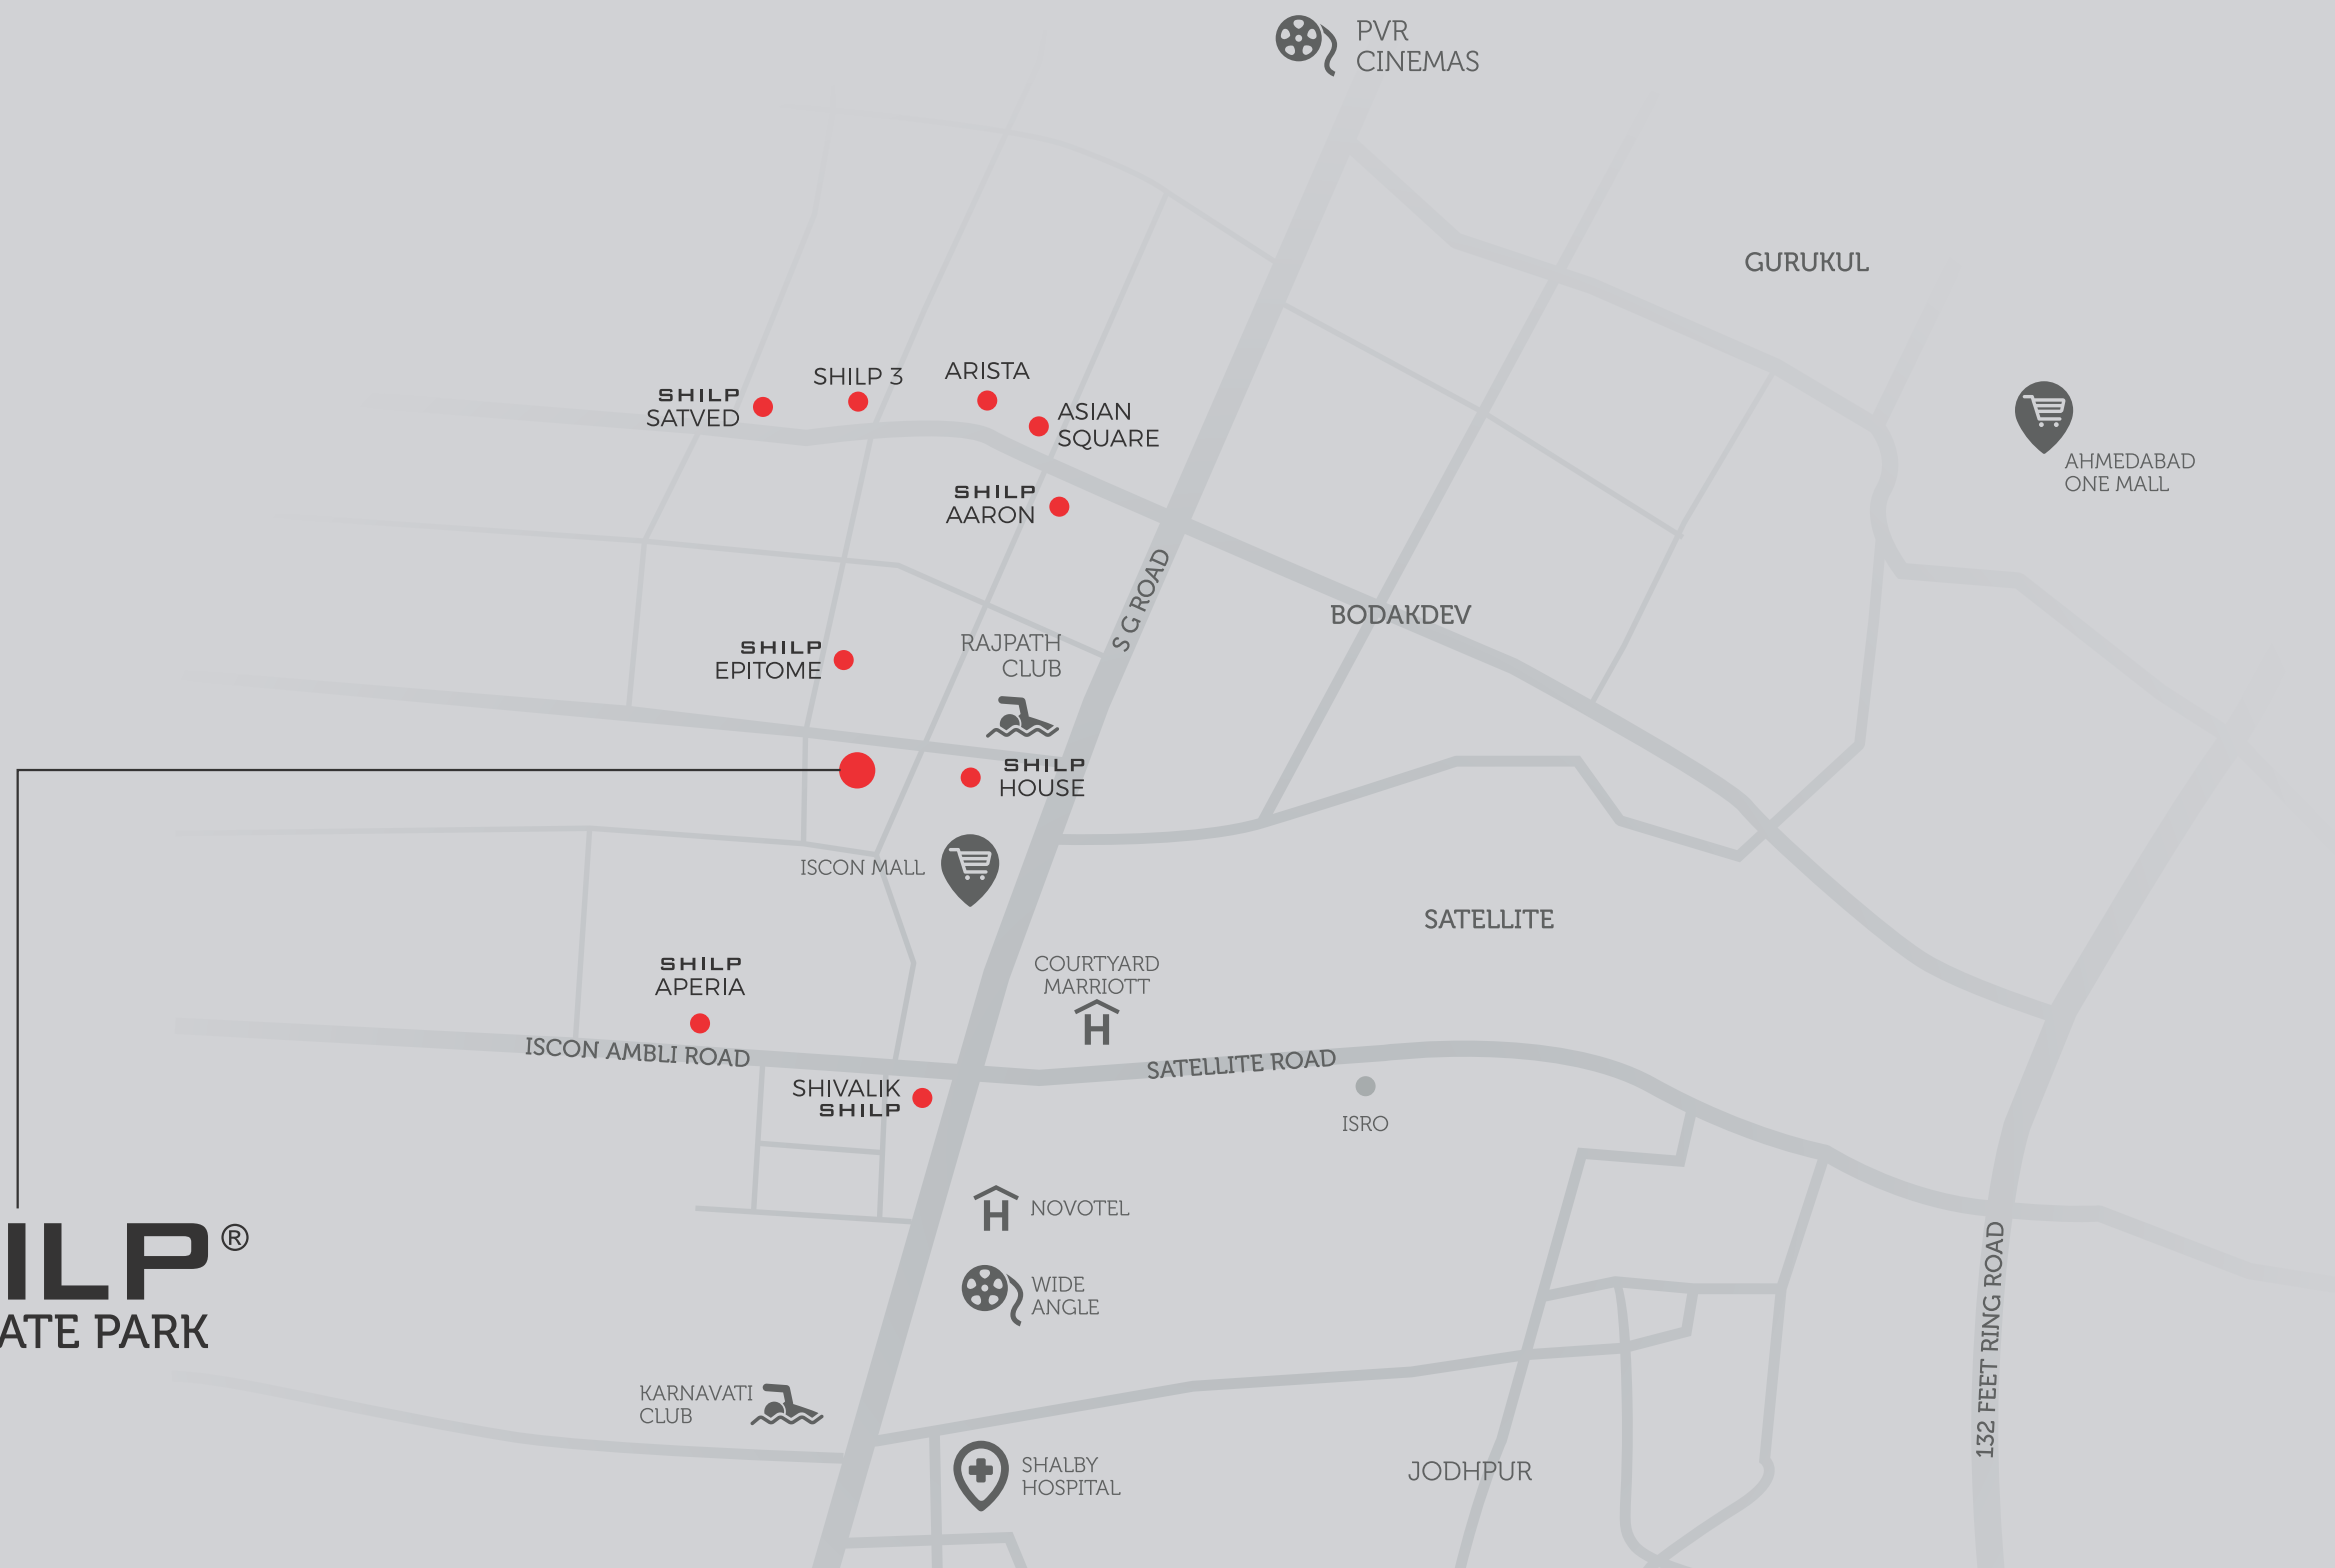 PVR
CINEMAS
GURUKUL
SHILP
SATVED
SHILP 3
ARISTA
ASIAN
SQUARE
AHMEDABAD
ONE MALL
SHILP
AARON
S G ROAD
BODAKDEV
SHILP
EPITOME
RAJPATH
CLUB
SHILP
HOUSE
ISCON MALL
SATELLITE
SHILP
APERIA
COURTYARD
MARRIOTT
H
ISCON AMBLI ROAD
SATELLITE ROAD
SHIVALIK
SHILP
ISRO
H
NOVOTEL
ILP®
ATE PARK
WIDE
ANGLE
132 FEET RING ROAD
KARNAVATI
CLUB
SHALBY
HOSPITAL
JODHPUR